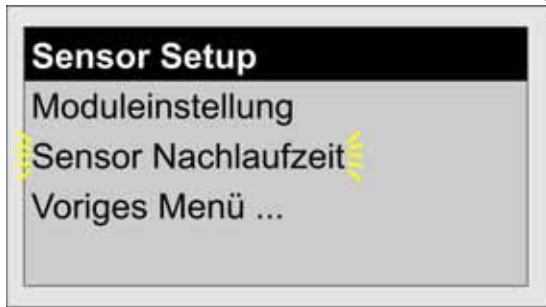 Sensor Setup
Moduleinstellung
Sensor Nachlaufzeit
Voriges Menü ...